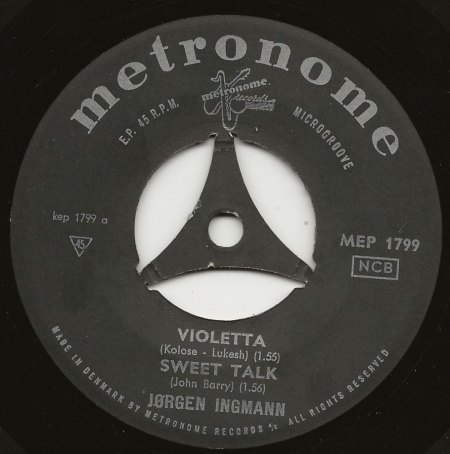 metronome
metronome
Records
E.P. 45 R.P.M.
MICROGROOVE
kep 1799 a
45
MEP 1799
NCB
VIOLETTA
(Kolose - Lukesh) (1.55)
SWEET TALK
(John Barry) (1.56)
JØRGEN INGMANN
MADE IN DENMARK BY METRONOME RECORDS A/S ALL RIGHTS RESERVED